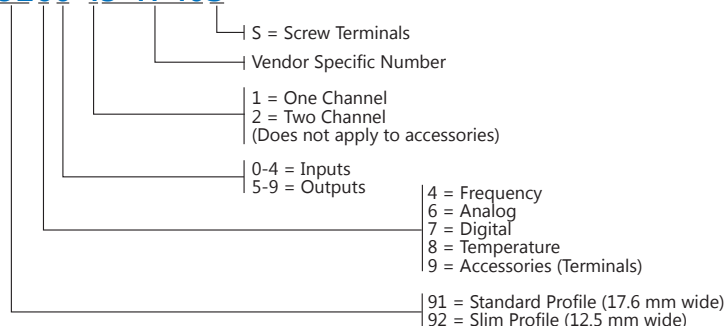 S = Screw Terminals
Vendor Specific Number
1 = One Channel
2 = Two Channel
(Does not apply to accessories)
0-4 = Inputs
5-9 = Outputs
4 = Frequency
6 = Analog
7 = Digital
8 = Temperature
9 = Accessories (Terminals)
91 = Standard Profile (17.6 mm wide)
92 = Slim Profile (12.5 mm wide)